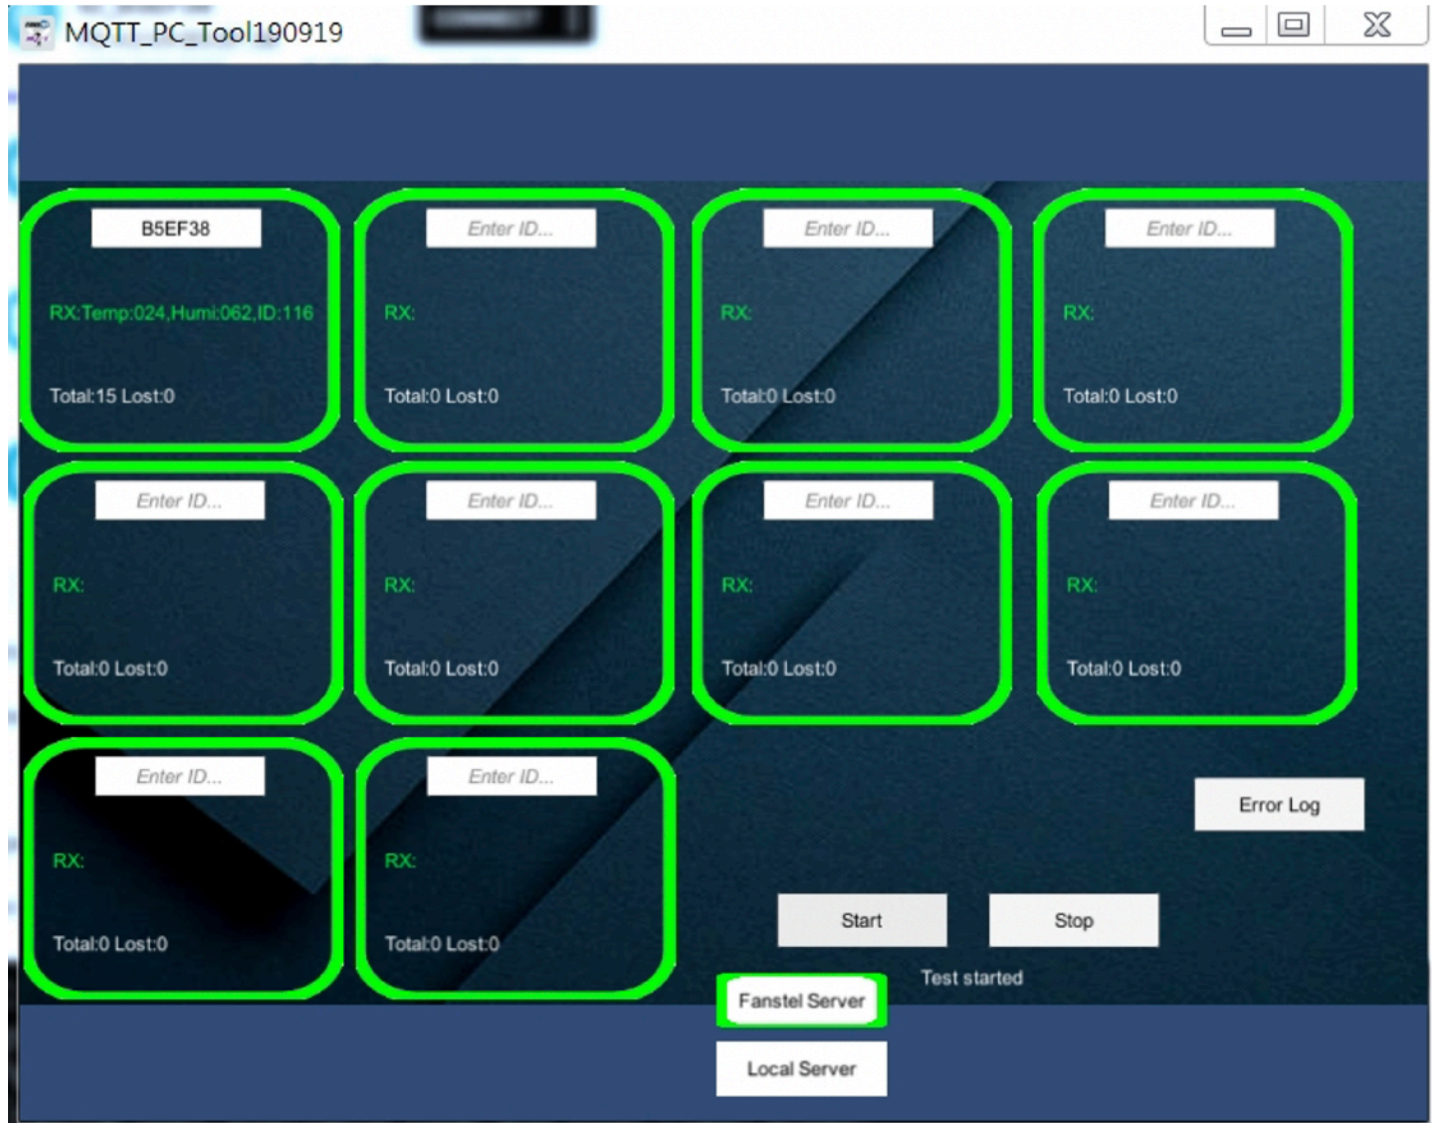 MQTT_PC_Tool190919
B5EF38
Enter ID...
Enter ID...
Enter ID...
RX:Temp:024,Humi:062,ID:116
RX:
RX:
RX:
Total:15 Lost:0
Total:0 Lost:0
Total:0 Lost:0
Total:0 Lost:0
Enter ID...
Enter ID...
Enter ID...
Enter ID...
RX:
RX:
RX:
RX:
Total:0 Lost:0
Total:0 Lost:0
Total:0 Lost:0
Total:0 Lost:0
Enter ID...
Enter ID...
Error Log
RX:
RX:
Start
Stop
Total:0 Lost:0
Total:0 Lost:0
Test started
Fanstel Server
Local Server